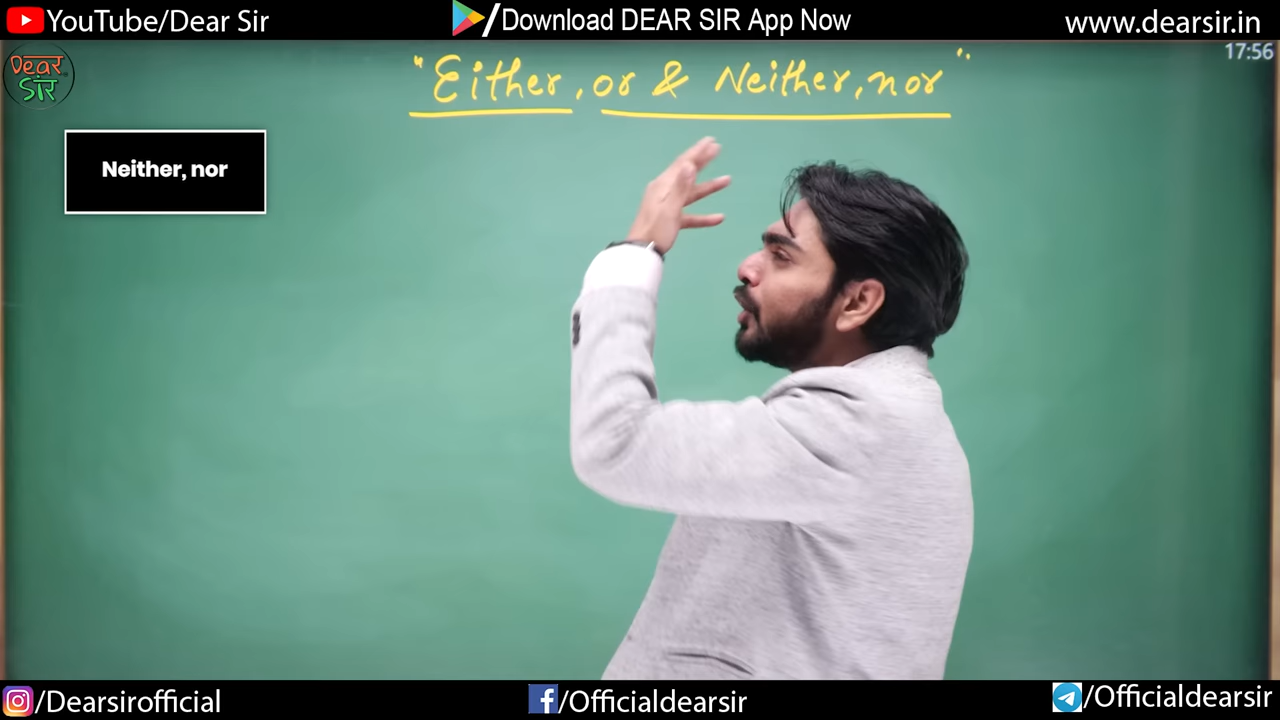 YouTube/Dear Sir
/Download DEAR SIR App Now
www.dearsir.in
17:56
Dear
सर
"Either, or & Neither, nor"
Neither, nor
/Dearsirofficial
/Officialdearsir
/Officialdearsir